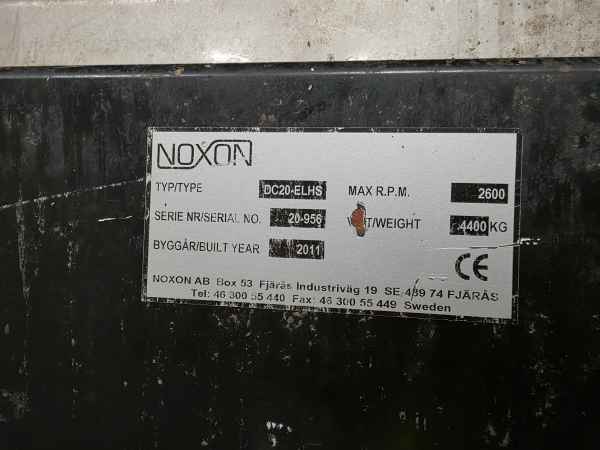 NOXON
TYP/TYPE DC20-ELHS MAX R.P.M. 2600
SERIE NR/SERIAL NO. 20-956 /WEIGHT 4400 KG
BYGGÅR/BUILT YEAR 2011 CE
NOXON AB Box 53 Fjärås Industriväg 19 SE 439 74 FJÄRÅS
Tel: 46 300 55 440 Fax: 46 300 55 449 Sweden